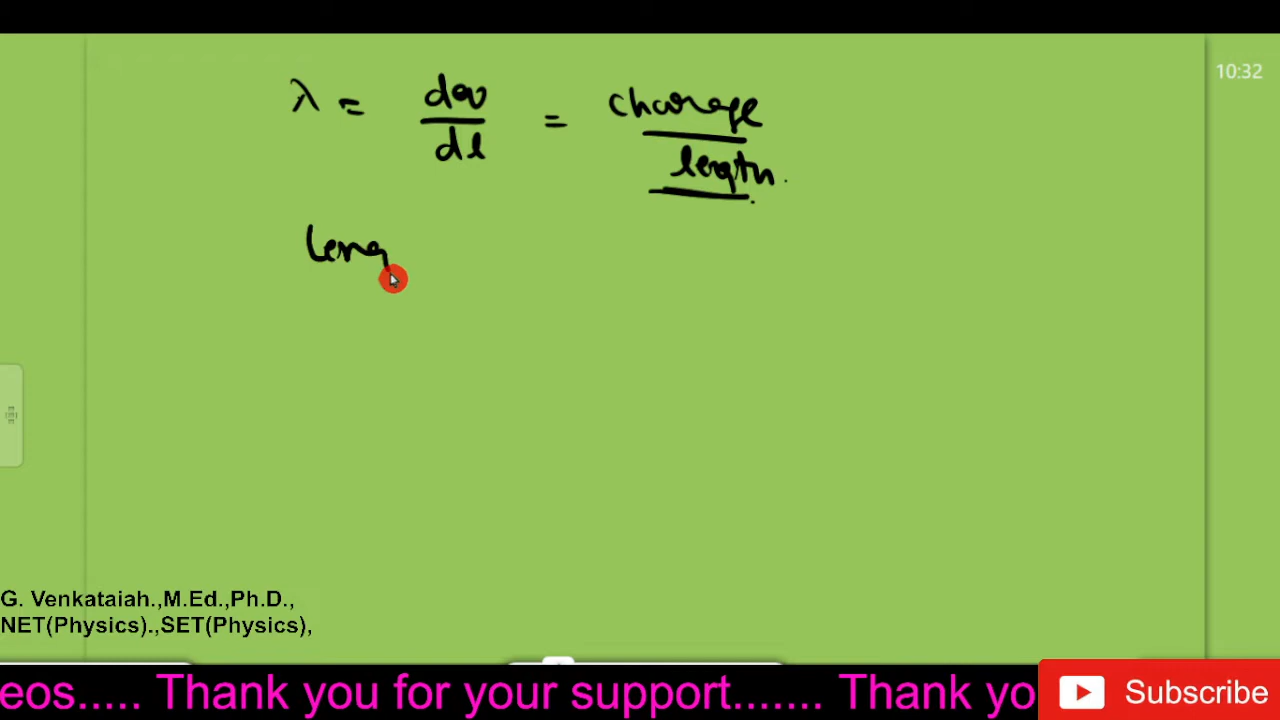 10:32
λ = dq/dl = charge/length.
leng
G. Venkataiah.,M.Ed.,Ph.D.,
NET(Physics).,SET(Physics),
eos..... Thank you for your support....... Thank yo
Subscribe